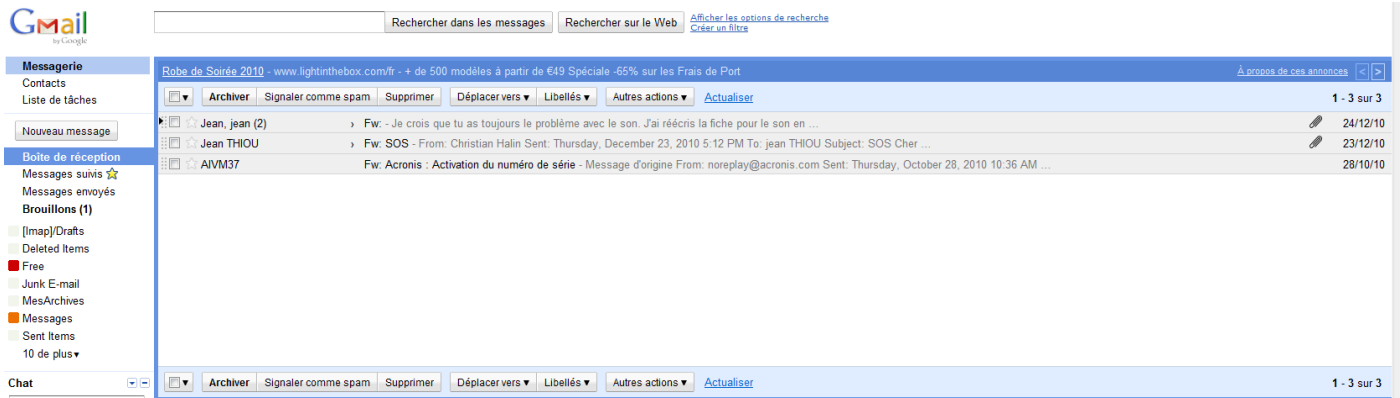 Gmail
by Google
Rechercher dans les messages Rechercher sur le Web Afficher les options de recherche
Créer un filtre
Messagerie
Contacts
Liste de tâches
Nouveau message
Boîte de réception
Messages suivis
Messages envoyés
Brouillons (1)
[Imap]/Drafts
Deleted Items
Free
Junk E-mail
MesArchives
Messages
Sent Items
10 de plus▾
Chat
Robe de Soirée 2010 - www.lightinthebox.com/fr - + de 500 modèles à partir de €49 Spéciale -65% sur les Frais de Port À propos de ces annonces < >
Archiver Signaler comme spam Supprimer Déplacer vers ▾ Libellés ▾ Autres actions ▾ Actualiser 1 - 3 sur 3
Jean, jean (2) › Fw: - Je crois que tu as toujours le problème avec le son. J'ai réécris la fiche pour le son en … 24/12/10
Jean THIOU › Fw: SOS - From: Christian Halin Sent: Thursday, December 23, 2010 5:12 PM To: jean THIOU Subject: SOS Cher … 23/12/10
AIVM37 Fw: Acronis : Activation du numéro de série - Message d'origine From: noreplay@acronis.com Sent: Thursday, October 28, 2010 10:36 AM … 28/10/10
Archiver Signaler comme spam Supprimer Déplacer vers ▾ Libellés ▾ Autres actions ▾ Actualiser 1 - 3 sur 3